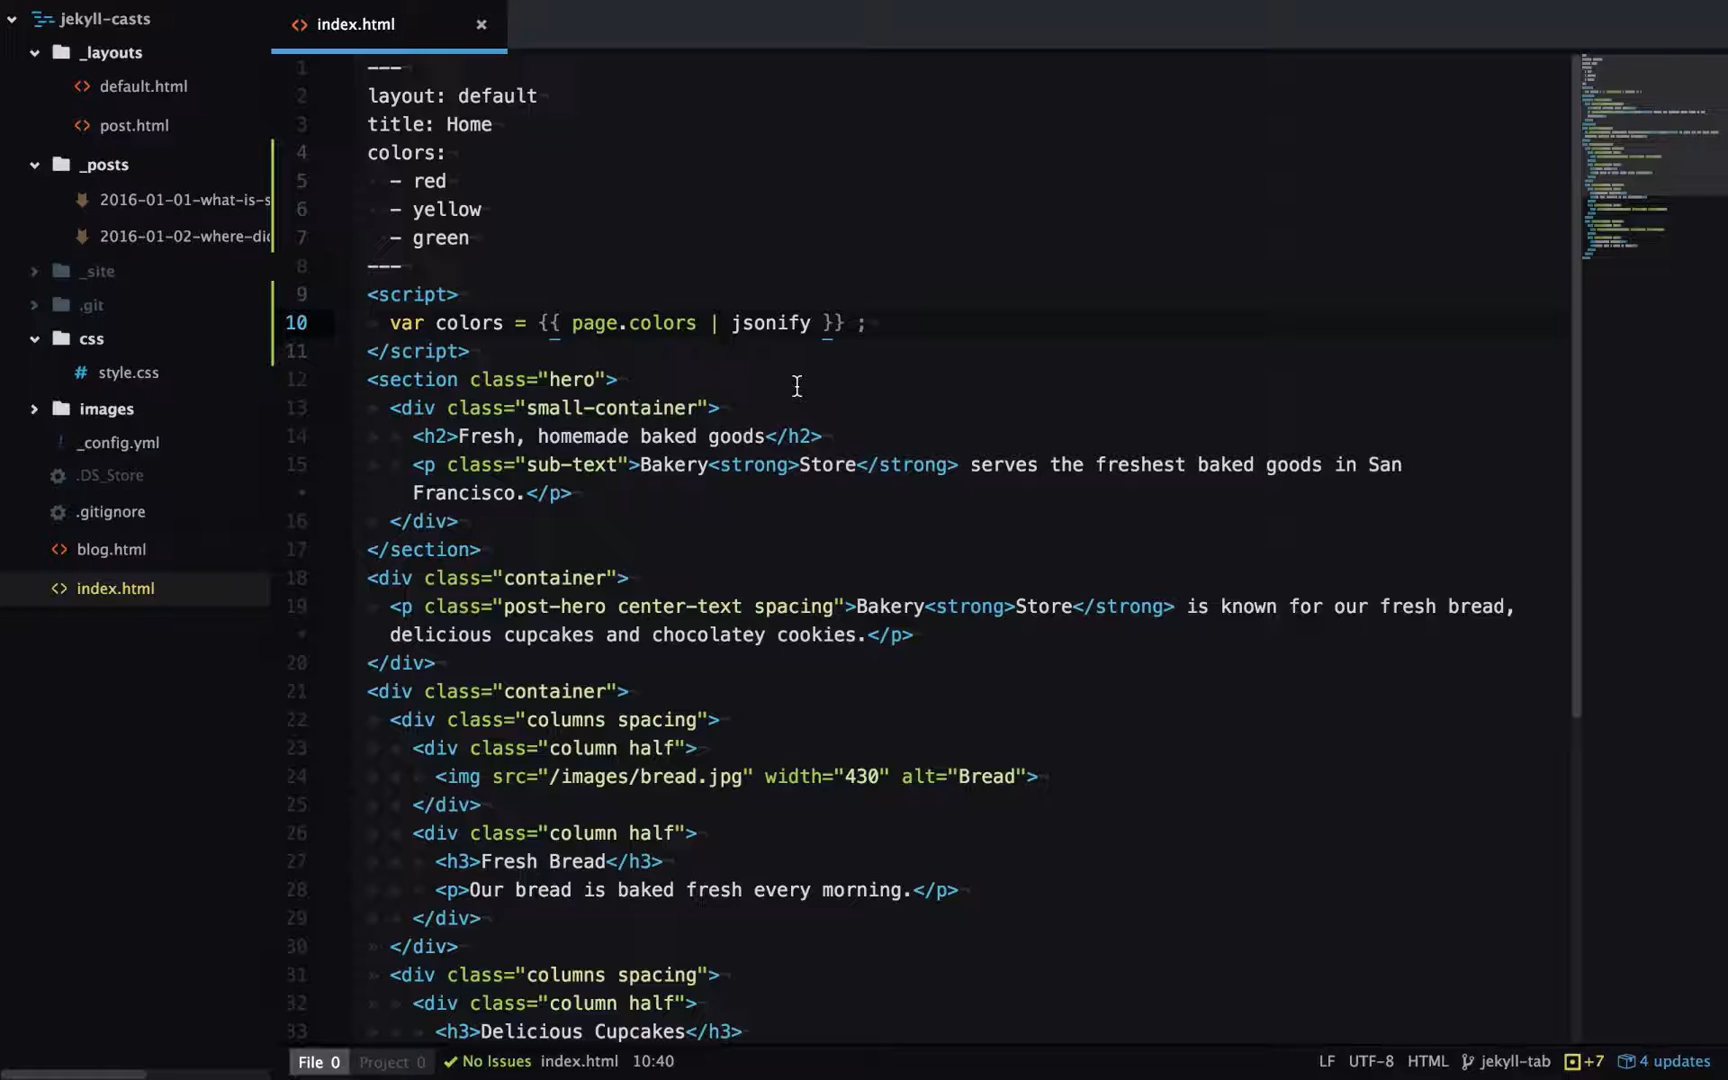 jekyll-casts
_layouts
default.html
post.html
_posts
2016-01-01-what-is-s
2016-01-02-where-did
_site
.git
css
# style.css
images
! _config.yml
.DS_Store
.gitignore
blog.html
index.html
index.html ×
1 ---
2 layout: default
3 title: Home
4 colors:
5 - red
6 - yellow
7 - green
8 ---
9 <script>
10 var colors = {{ page.colors | jsonify }} ;
11 </script>
12 <section class="hero">
13 <div class="small-container">
14 <h2>Fresh, homemade baked goods</h2>
15 <p class="sub-text">Bakery<strong>Store</strong> serves the freshest baked goods in San
• Francisco.</p>
16 </div>
17 </section>
18 <div class="container">
19 <p class="post-hero center-text spacing">Bakery<strong>Store</strong> is known for our fresh bread,
• delicious cupcakes and chocolatey cookies.</p>
20 </div>
21 <div class="container">
22 <div class="columns spacing">
23 <div class="column half">
24 <img src="/images/bread.jpg" width="430" alt="Bread">
25 </div>
26 <div class="column half">
27 <h3>Fresh Bread</h3>
28 <p>Our bread is baked fresh every morning.</p>
29 </div>
30 </div>
31 <div class="columns spacing">
32 <div class="column half">
33 <h3>Delicious Cupcakes</h3>
File 0 Project 0 No Issues index.html 10:40 LF UTF-8 HTML jekyll-tab +7 4 updates